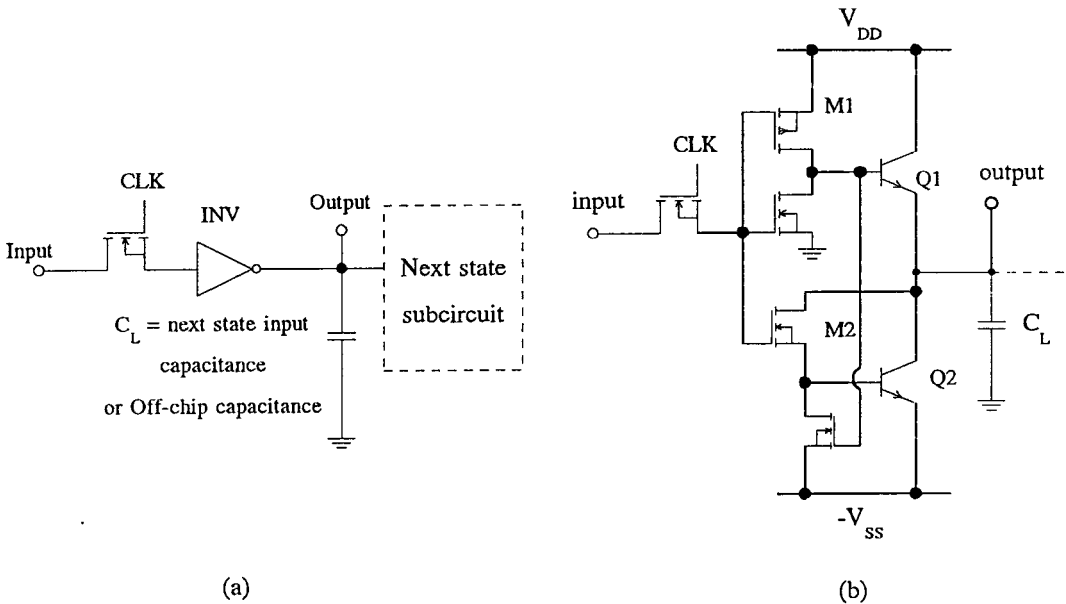 CLK
INV
Output
Input
Next state
subcircuit
C_L = next state input
capacitance
or Off-chip capacitance
(a)
V_DD
M1
CLK
Q1
output
input
M2
C_L
Q2
-V_SS
(b)